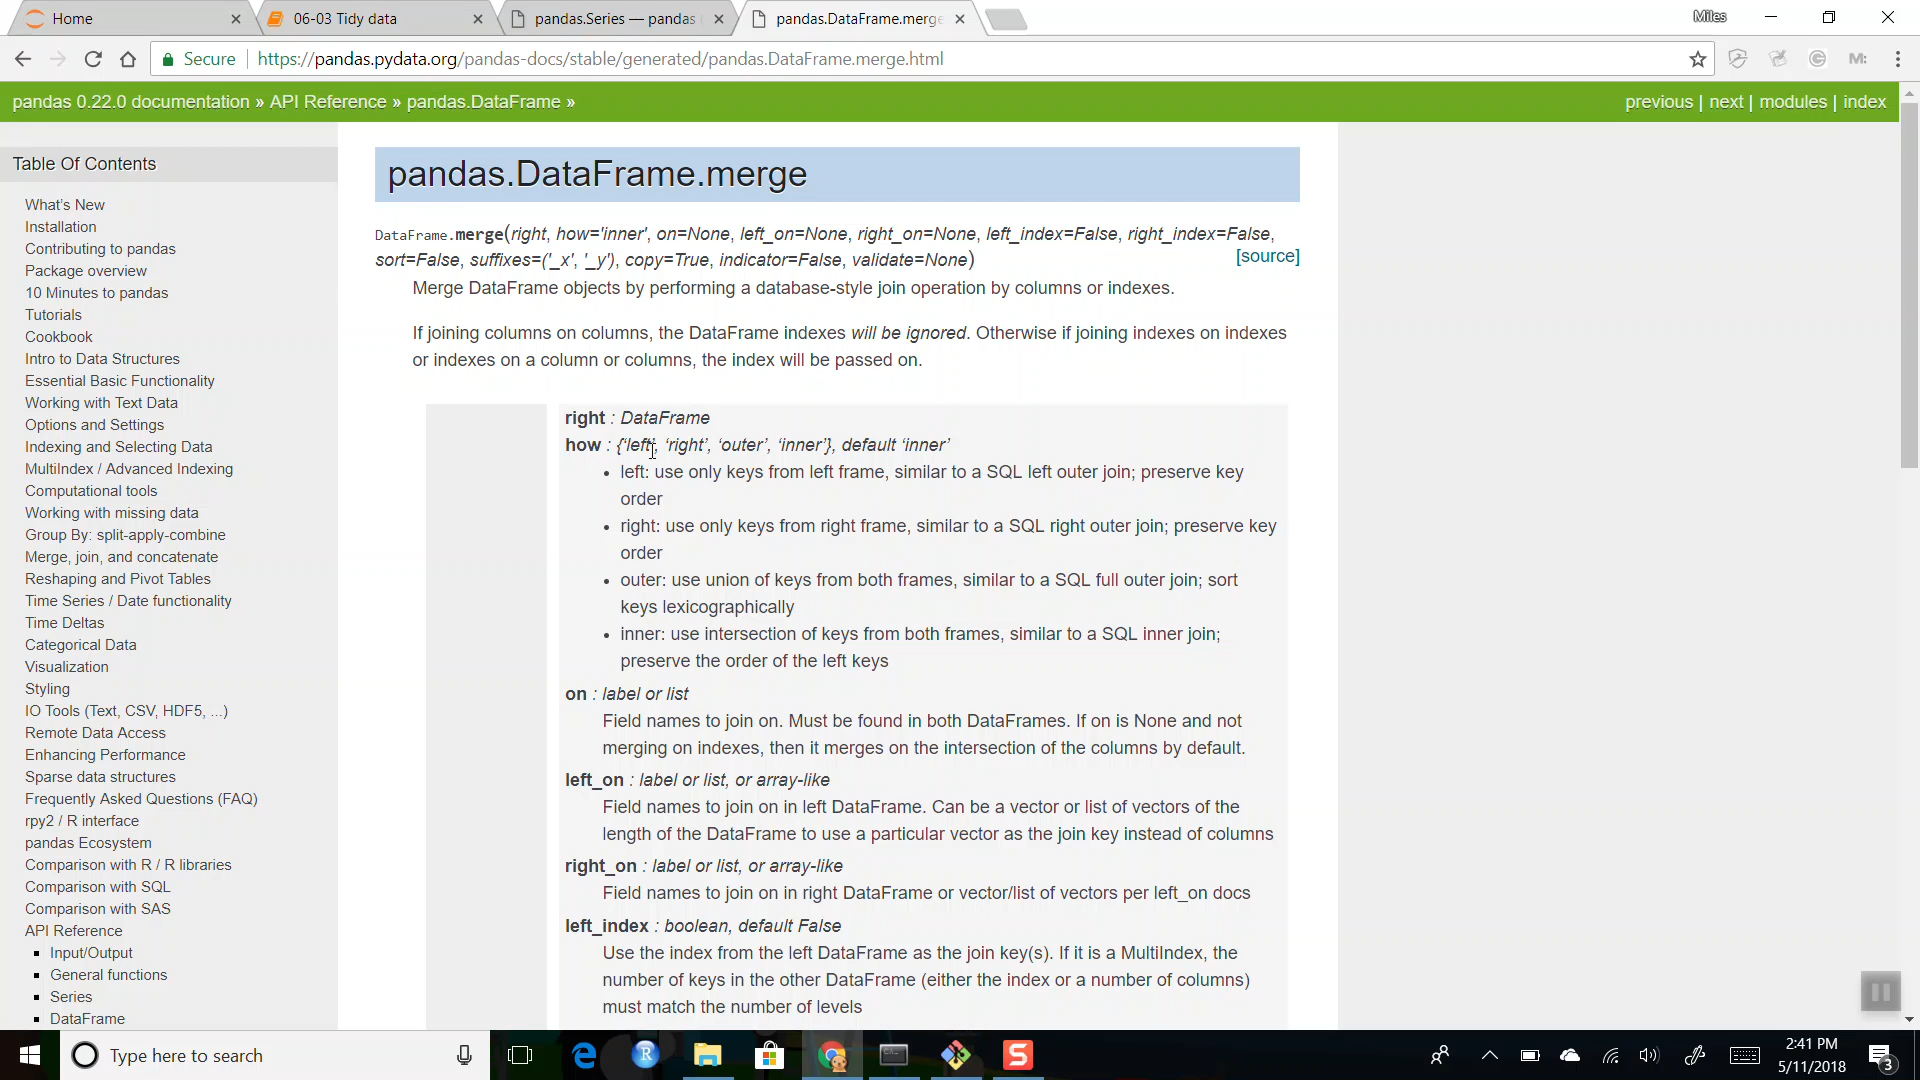 Home
06-03 Tidy data
pandas.Series — pandas
pandas.DataFrame.merge
Miles
Secure
https://pandas.pydata.org/pandas-docs/stable/generated/pandas.DataFrame.merge.html
M:
pandas 0.22.0 documentation » API Reference » pandas.DataFrame »
previous | next | modules | index
Table Of Contents
What's New
Installation
Contributing to pandas
Package overview
10 Minutes to pandas
Tutorials
Cookbook
Intro to Data Structures
Essential Basic Functionality
Working with Text Data
Options and Settings
Indexing and Selecting Data
MultiIndex / Advanced Indexing
Computational tools
Working with missing data
Group By: split-apply-combine
Merge, join, and concatenate
Reshaping and Pivot Tables
Time Series / Date functionality
Time Deltas
Categorical Data
Visualization
Styling
IO Tools (Text, CSV, HDF5, ...)
Remote Data Access
Enhancing Performance
Sparse data structures
Frequently Asked Questions (FAQ)
rpy2 / R interface
pandas Ecosystem
Comparison with R / R libraries
Comparison with SQL
Comparison with SAS
API Reference
Input/Output
General functions
Series
DataFrame
pandas.DataFrame.merge
DataFrame.merge(right, how='inner', on=None, left_on=None, right_on=None, left_index=False, right_index=False,
sort=False, suffixes=('_x', '_y'), copy=True, indicator=False, validate=None)
[source]
Merge DataFrame objects by performing a database-style join operation by columns or indexes.
If joining columns on columns, the DataFrame indexes will be ignored. Otherwise if joining indexes on indexes
or indexes on a column or columns, the index will be passed on.
right : DataFrame
how : {‘left’, ‘right’, ‘outer’, ‘inner’}, default ‘inner’
• left: use only keys from left frame, similar to a SQL left outer join; preserve key
order
• right: use only keys from right frame, similar to a SQL right outer join; preserve key
order
• outer: use union of keys from both frames, similar to a SQL full outer join; sort
keys lexicographically
• inner: use intersection of keys from both frames, similar to a SQL inner join;
preserve the order of the left keys
on : label or list
Field names to join on. Must be found in both DataFrames. If on is None and not
merging on indexes, then it merges on the intersection of the columns by default.
left_on : label or list, or array-like
Field names to join on in left DataFrame. Can be a vector or list of vectors of the
length of the DataFrame to use a particular vector as the join key instead of columns
right_on : label or list, or array-like
Field names to join on in right DataFrame or vector/list of vectors per left_on docs
left_index : boolean, default False
Use the index from the left DataFrame as the join key(s). If it is a MultiIndex, the
number of keys in the other DataFrame (either the index or a number of columns)
must match the number of levels
Type here to search
2:41 PM
5/11/2018
3